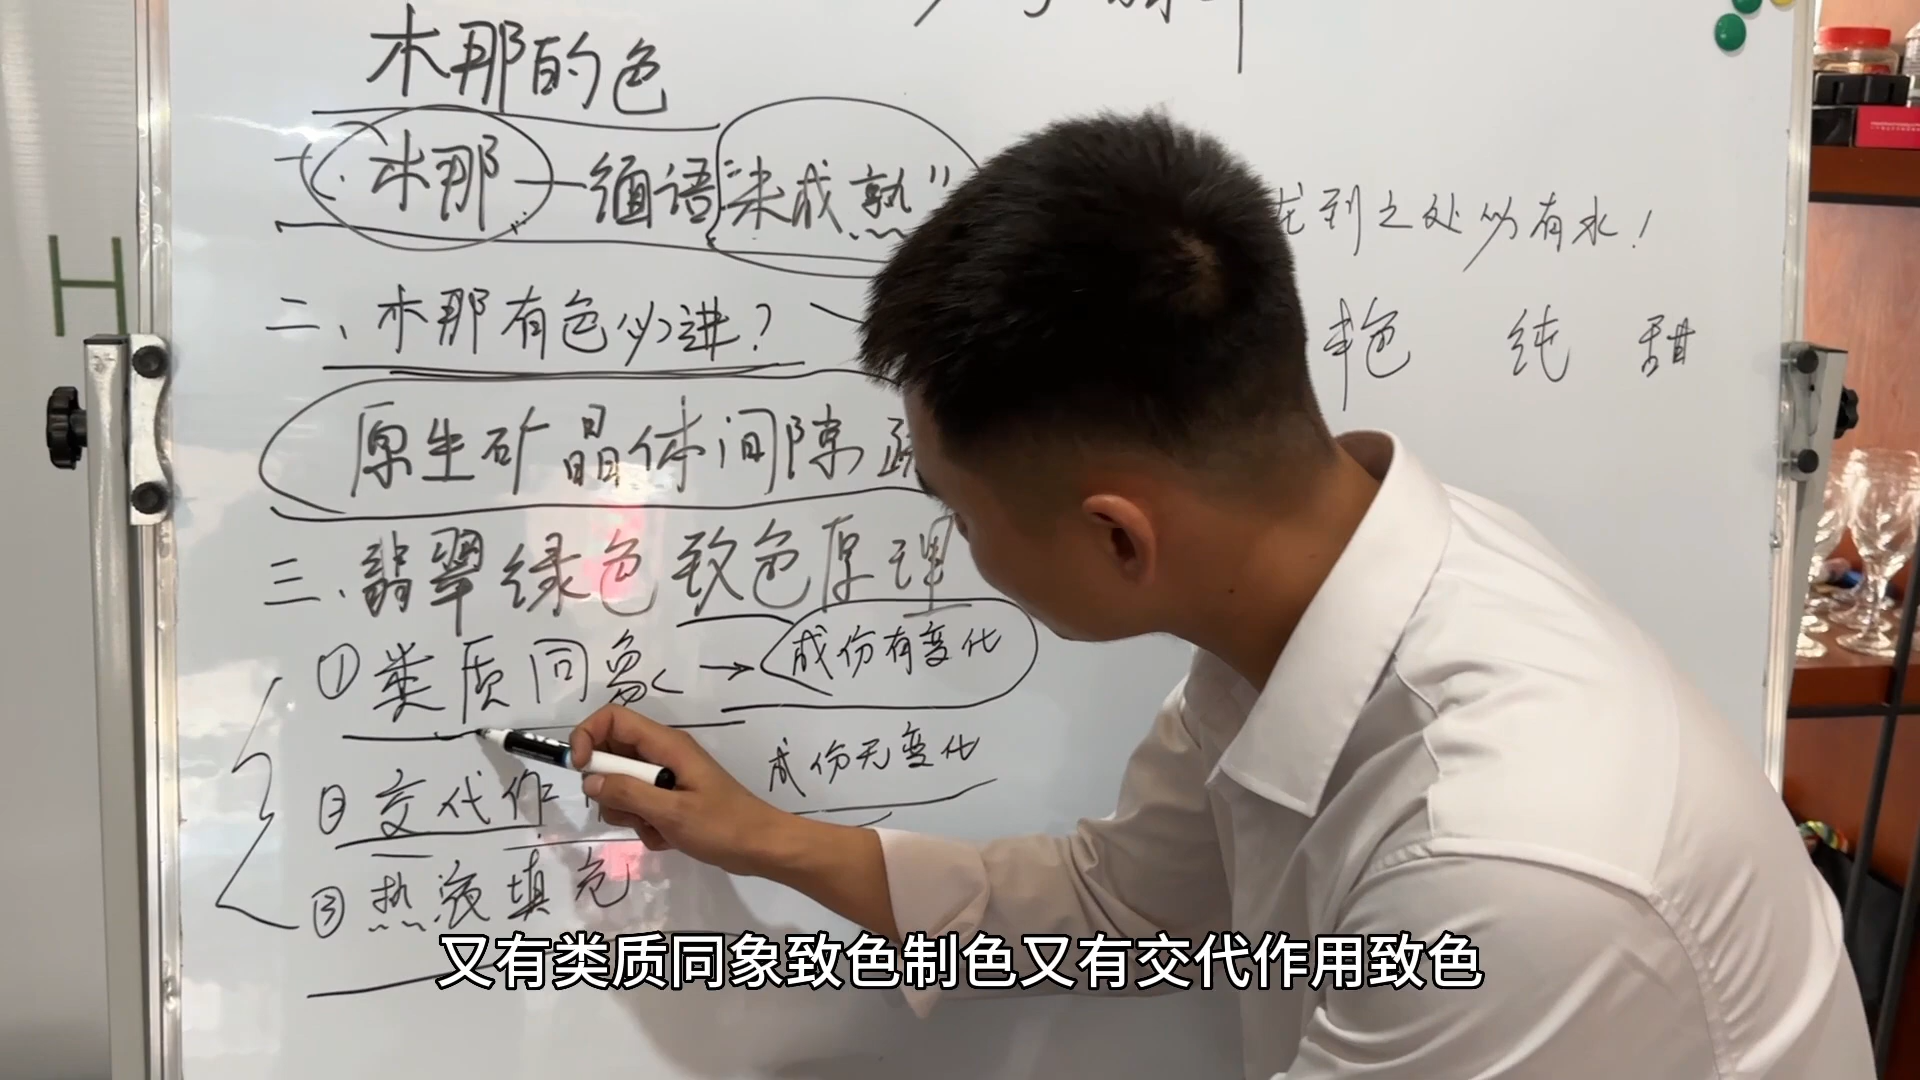 木那的色
一.木那—缅语"未成熟"
到之处必有水!
二、木那有色必进?
艳 纯 甜
原生矿晶体间隙
三.翡翠绿色致色原理
①类质同象→成份有变化
成份无变化
②交代作
③热液填充
又有类质同象致色制色又有交代作用致色
H